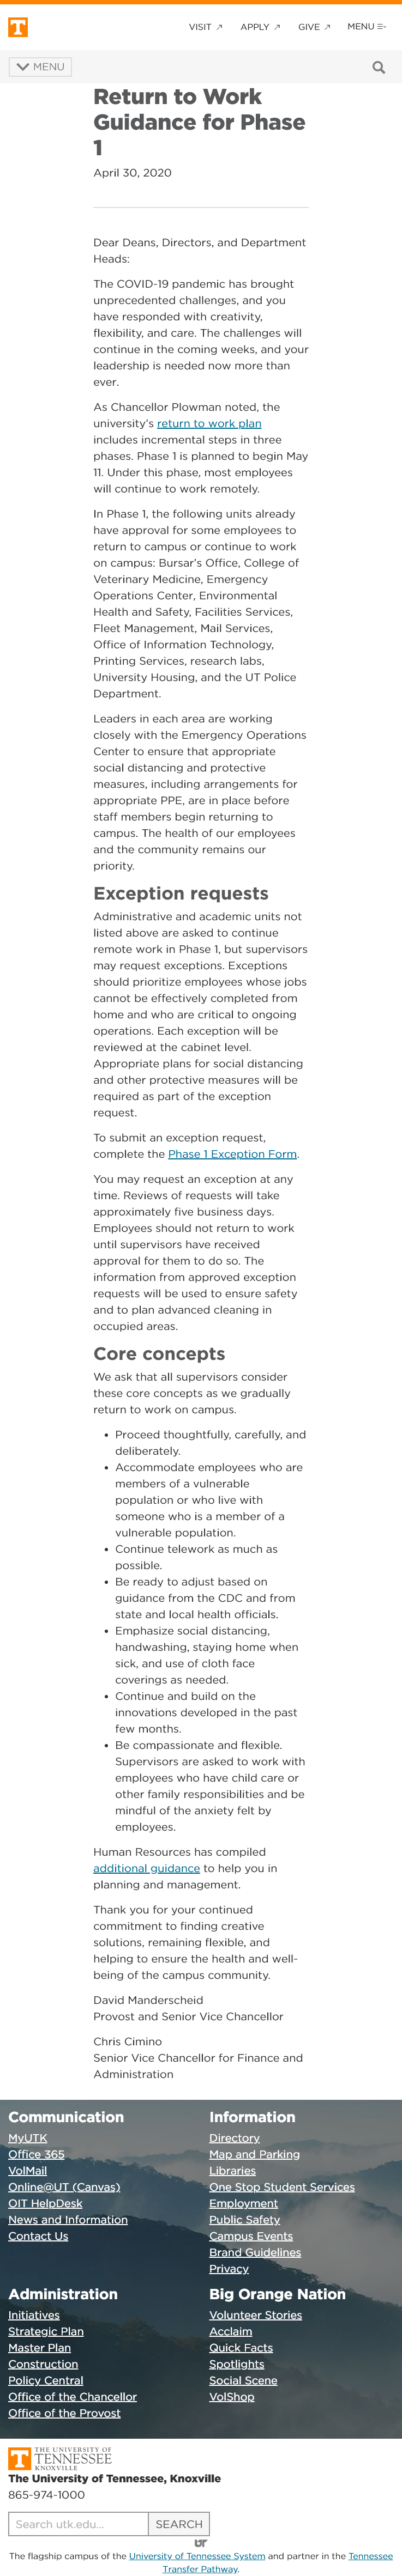 T
VISIT
APPLY
GIVE
MENU
MENU
Return to Work
Guidance for Phase
1
April 30, 2020
Dear Deans, Directors, and Department
Heads:
The COVID-19 pandemic has brought
unprecedented challenges, and you
have responded with creativity,
flexibility, and care. The challenges will
continue in the coming weeks, and your
leadership is needed now more than
ever.
As Chancellor Plowman noted, the
university's return to work plan
includes incremental steps in three
phases. Phase 1 is planned to begin May
11. Under this phase, most employees
will continue to work remotely.
In Phase 1, the following units already
have approval for some employees to
return to campus or continue to work
on campus: Bursar's Office, College of
Veterinary Medicine, Emergency
Operations Center, Environmental
Health and Safety, Facilities Services,
Fleet Management, Mail Services,
Office of Information Technology,
Printing Services, research labs,
University Housing, and the UT Police
Department.
Leaders in each area are working
closely with the Emergency Operations
Center to ensure that appropriate
social distancing and protective
measures, including arrangements for
appropriate PPE, are in place before
staff members begin returning to
campus. The health of our employees
and the community remains our
priority.
Exception requests
Administrative and academic units not
listed above are asked to continue
remote work in Phase 1, but supervisors
may request exceptions. Exceptions
should prioritize employees whose jobs
cannot be effectively completed from
home and who are critical to ongoing
operations. Each exception will be
reviewed at the cabinet level.
Appropriate plans for social distancing
and other protective measures will be
required as part of the exception
request.
To submit an exception request,
complete the Phase 1 Exception Form.
You may request an exception at any
time. Reviews of requests will take
approximately five business days.
Employees should not return to work
until supervisors have received
approval for them to do so. The
information from approved exception
requests will be used to ensure safety
and to plan advanced cleaning in
occupied areas.
Core concepts
We ask that all supervisors consider
these core concepts as we gradually
return to work on campus.
• Proceed thoughtfully, carefully, and
deliberately.
• Accommodate employees who are
members of a vulnerable
population or who live with
someone who is a member of a
vulnerable population.
• Continue telework as much as
possible.
• Be ready to adjust based on
guidance from the CDC and from
state and local health officials.
• Emphasize social distancing,
handwashing, staying home when
sick, and use of cloth face
coverings as needed.
• Continue and build on the
innovations developed in the past
few months.
• Be compassionate and flexible.
Supervisors are asked to work with
employees who have child care or
other family responsibilities and be
mindful of the anxiety felt by
employees.
Human Resources has compiled
additional guidance to help you in
planning and management.
Thank you for your continued
commitment to finding creative
solutions, remaining flexible, and
helping to ensure the health and well-
being of the campus community.
David Manderscheid
Provost and Senior Vice Chancellor
Chris Cimino
Senior Vice Chancellor for Finance and
Administration
Communication
MyUTK
Office 365
VolMail
Online@UT (Canvas)
OIT HelpDesk
News and Information
Contact Us
Information
Directory
Map and Parking
Libraries
One Stop Student Services
Employment
Public Safety
Campus Events
Brand Guidelines
Privacy
Administration
Initiatives
Strategic Plan
Master Plan
Construction
Policy Central
Office of the Chancellor
Office of the Provost
Big Orange Nation
Volunteer Stories
Acclaim
Quick Facts
Spotlights
Social Scene
VolShop
T
THE UNIVERSITY OF
TENNESSEE
KNOXVILLE
The University of Tennessee, Knoxville
865-974-1000
Search utk.edu...
SEARCH
UT
The flagship campus of the University of Tennessee System and partner in the Tennessee
Transfer Pathway.